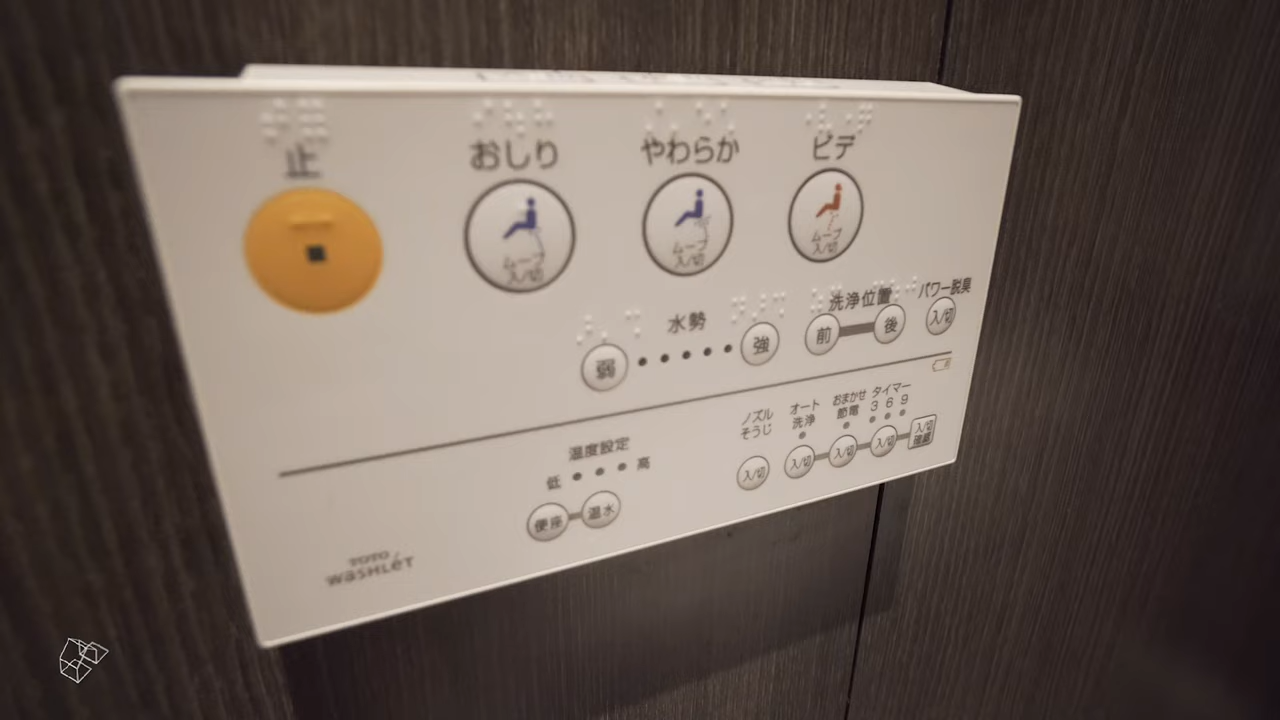 止 おしり やわらか ビデ
ムーブ 入/切
ムーブ 入/切
ムーブ 入/切
水勢 洗浄位置 パワー脱臭
弱 強 前 後 入/切
ノズル そうじ オート 洗浄 おまかせ 節電 タイマー
3 6 9
入/切 入/切 入/切 入/切 入/切 確認
温度設定
低 高
便座 温水
TOTO
WASHLET